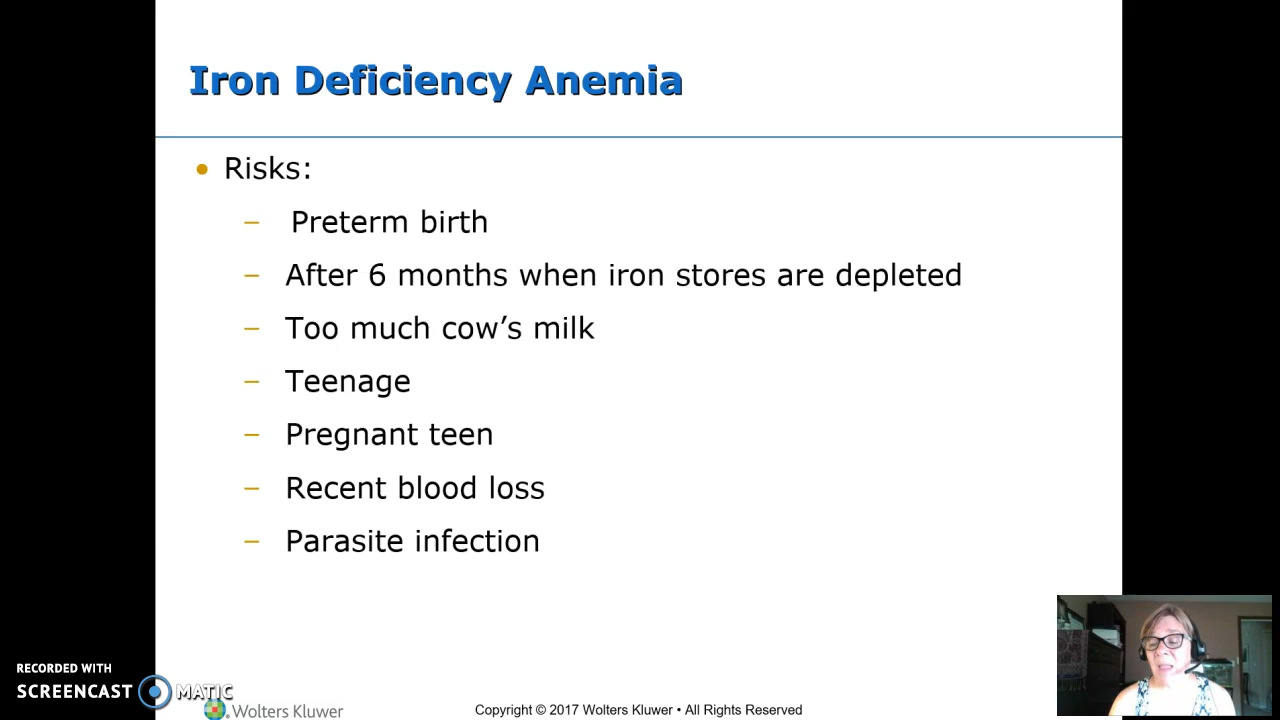 Iron Deficiency Anemia
• Risks:
– Preterm birth
– After 6 months when iron stores are depleted
– Too much cow’s milk
– Teenage
– Pregnant teen
– Recent blood loss
– Parasite infection
RECORDED WITH
SCREENCAST MATIC
Wolters Kluwer
Copyright © 2017 Wolters Kluwer • All Rights Reserved